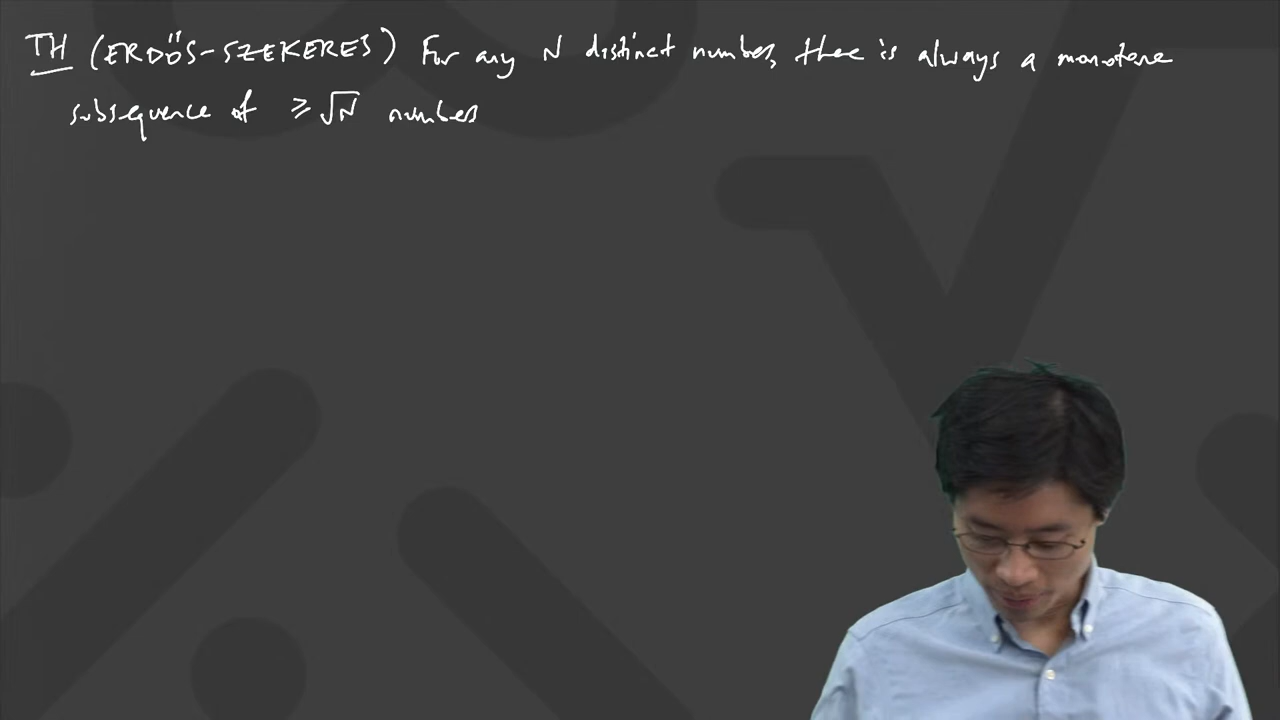 TH (ERDŐS-SZEKERES) For any N distinct numbers, there is always a monotone
subsequence of ≥ √N numbers